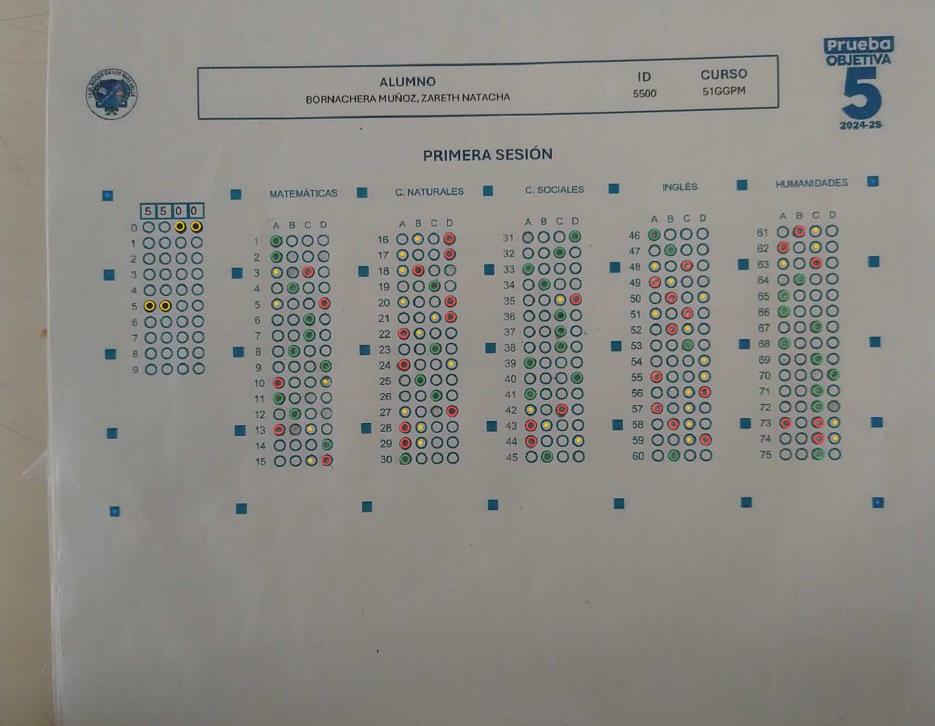 Prueba
OBJETIVA
5
2024-25
ALUMNO ID CURSO
BORNACHERA MUÑOZ, ZARETH NATACHA 5500 51GGPM
PRIMERA SESIÓN
MATEMÁTICAS C. NATURALES C. SOCIALES INGLÉS HUMANIDADES
5 5 0 0
A B C D A B C D A B C D A B C D A B C D
0
1
2
3
4
5
6
7
8
9
1 16 31 46 61
2 17 32 47 62
3 18 33 48 63
4 19 34 49 64
5 20 35 50 65
6 21 36 51 66
7 22 37 52 67
8 23 38 53 68
9 24 39 54 69
10 25 40 55 70
11 26 41 56 71
12 27 42 57 72
13 28 43 58 73
14 29 44 59 74
15 30 45 60 75